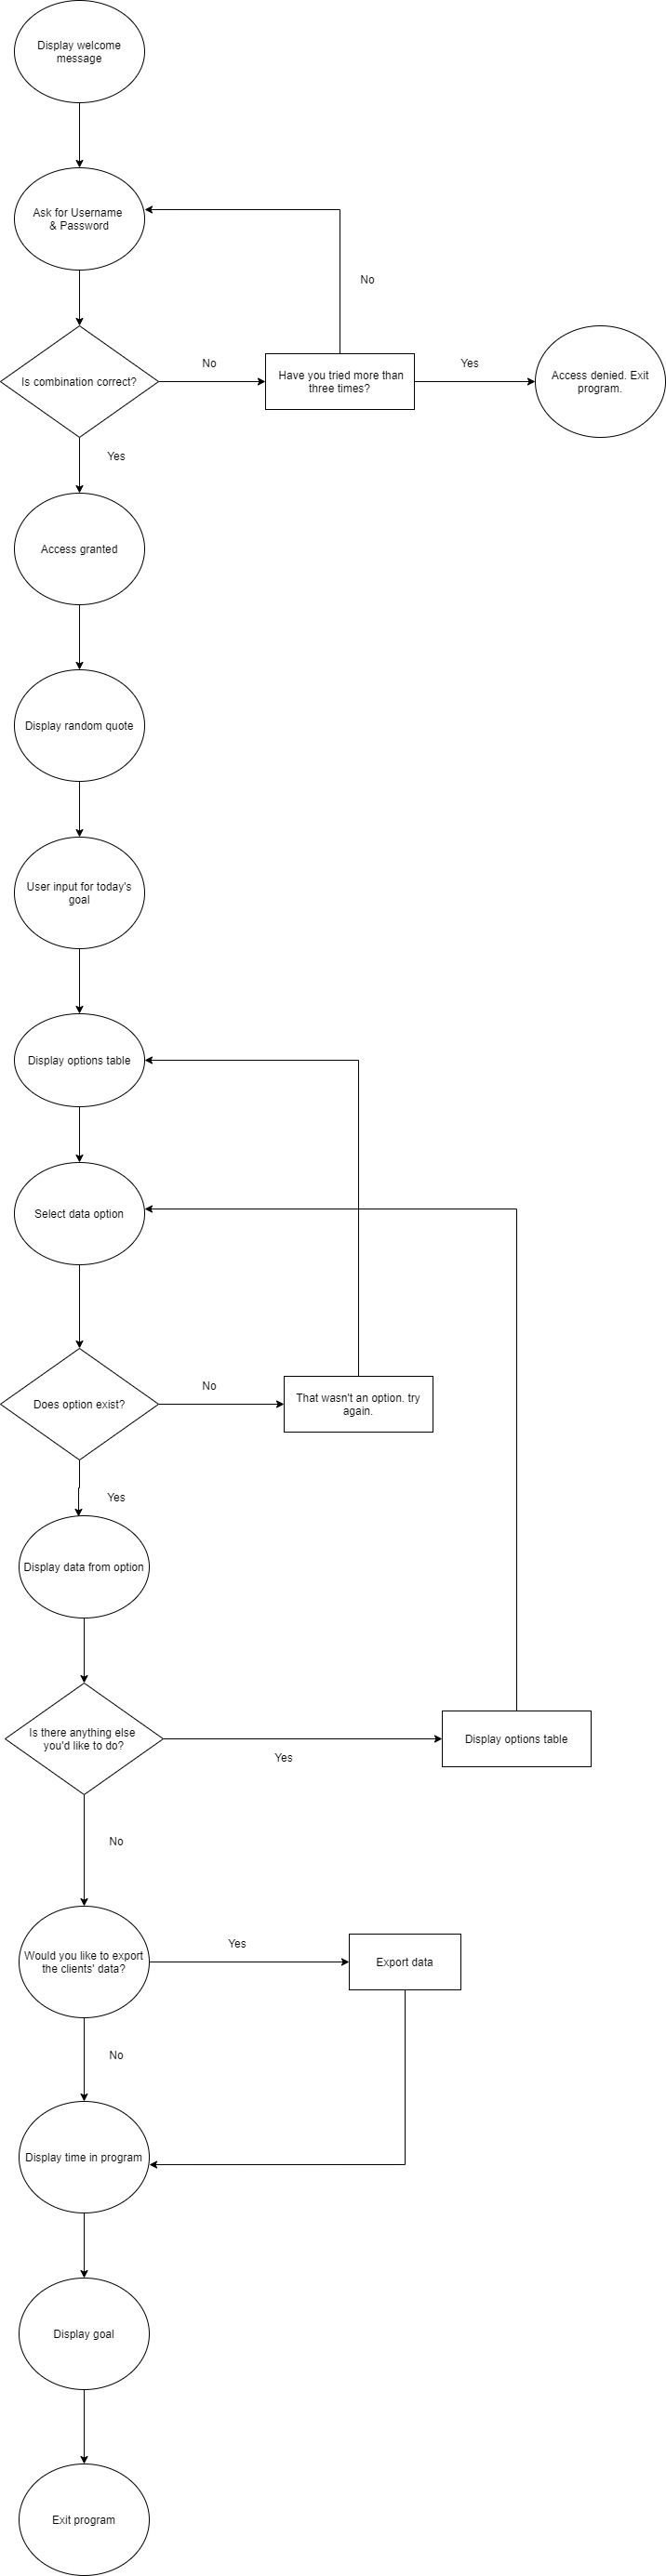 Display welcome
message
Ask for Username
& Password
No
Is combination correct?
No
Have you tried more than
three times?
Yes
Access denied. Exit
program.
Yes
Access granted
Display random quote
User input for today's
goal
Display options table
Select data option
Does option exist?
No
That wasn't an option. try
again.
Yes
Display data from option
Is there anything else
you'd like to do?
Yes
Display options table
No
Would you like to export
the clients' data?
Yes
Export data
No
Display time in program
Display goal
Exit program